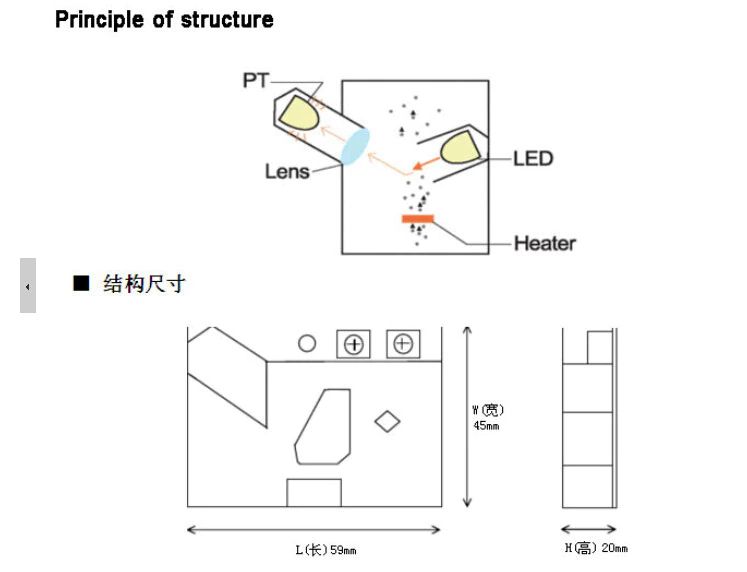 Principle of structure
PT
Lens
LED
Heater
■ 结构尺寸
W(宽)
45mm
L(长)59mm
H(高) 20mm